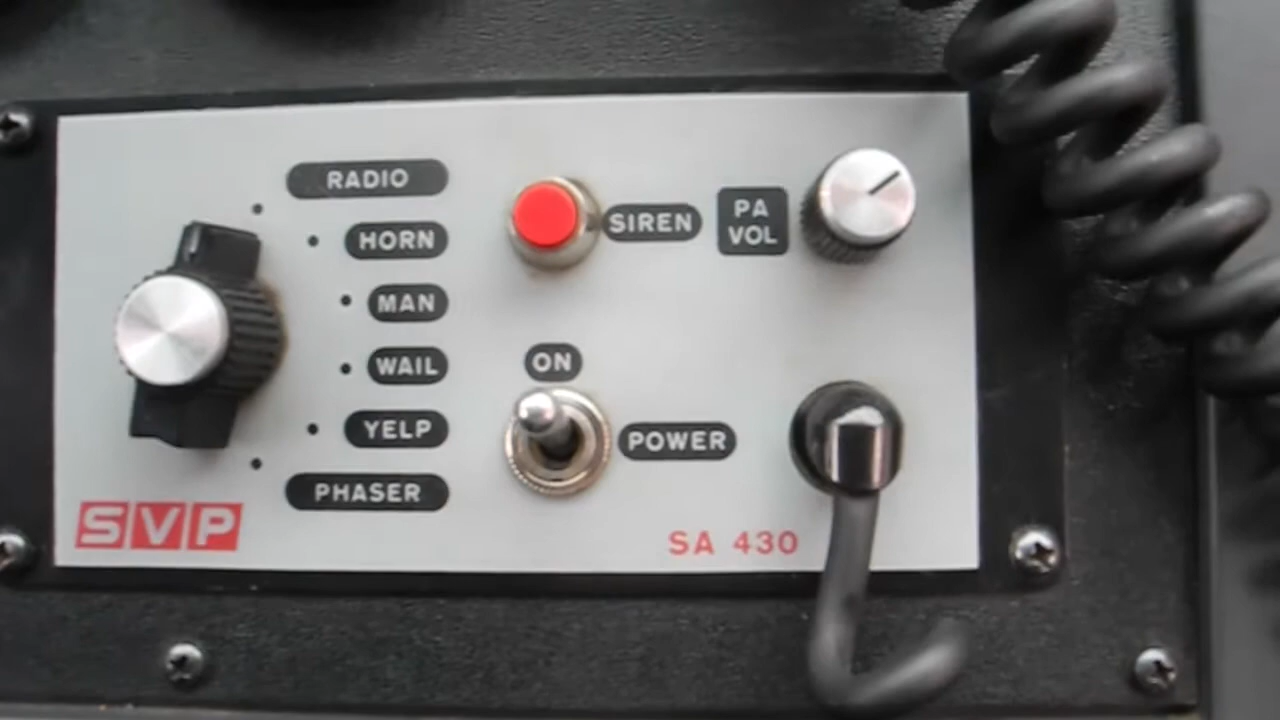 RADIO
HORN
MAN
WAIL
YELP
PHASER
SIREN
PA
VOL
ON
POWER
SVP
SA 430